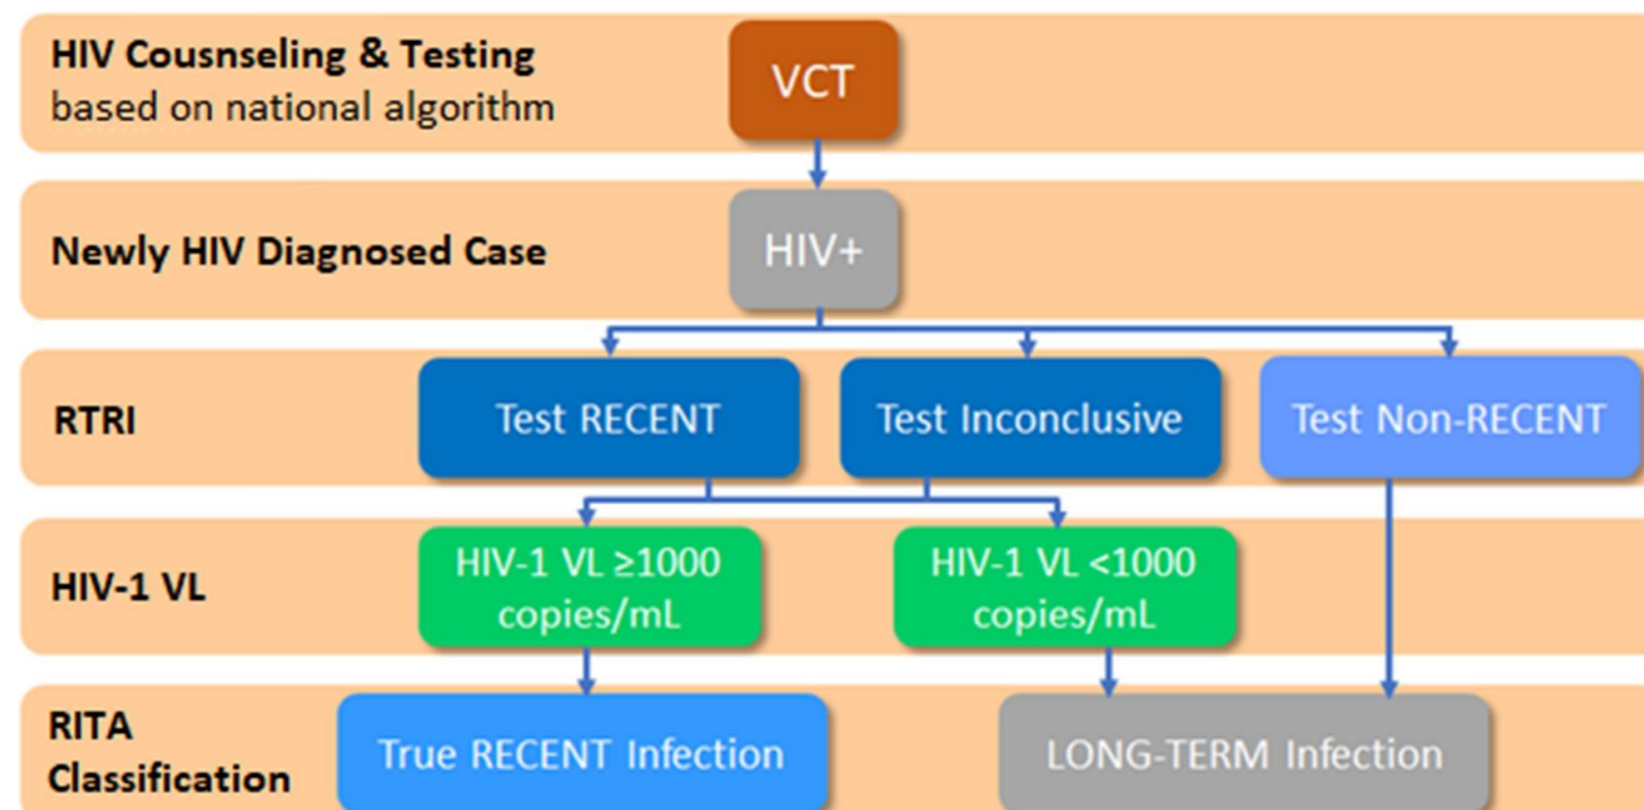 HIV Cousnseling & Testing
based on national algorithm
VCT
Newly HIV Diagnosed Case
HIV+
RTRI
Test RECENT
Test Inconclusive
Test Non-RECENT
HIV-1 VL
HIV-1 VL ≥1000
copies/mL
HIV-1 VL <1000
copies/mL
RITA
Classification
True RECENT Infection
LONG-TERM Infection